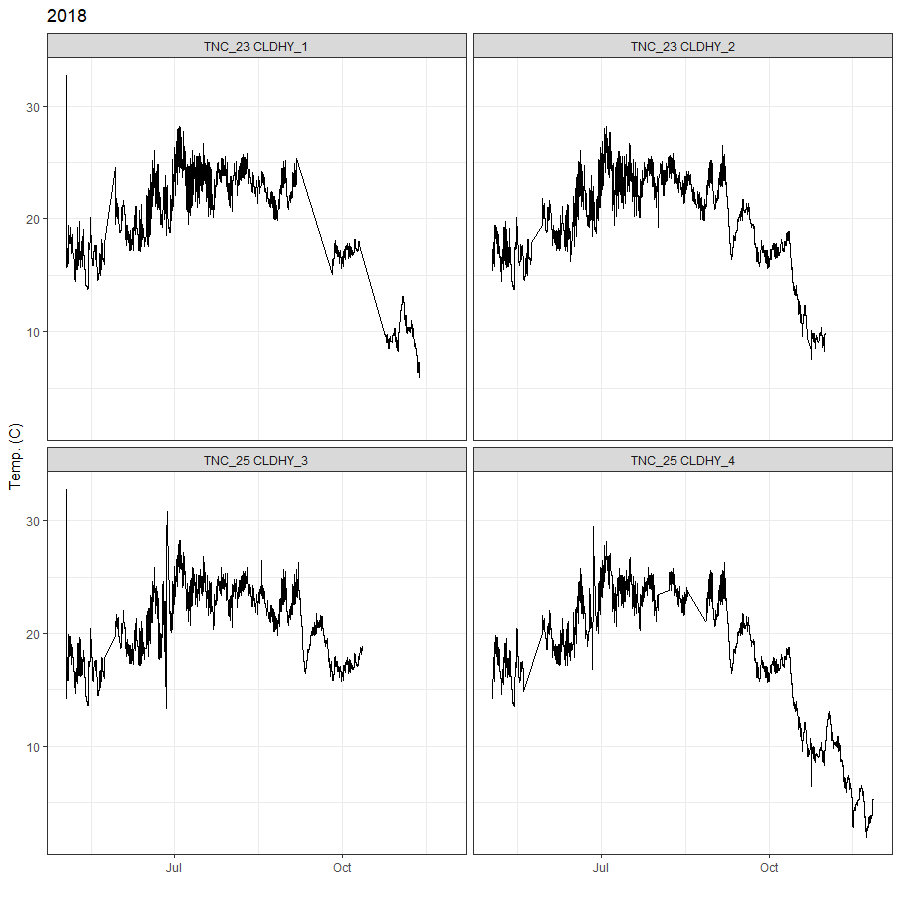 2018
TNC_23 CLDHY_1
TNC_23 CLDHY_2
30
20
10
Temp. (C)
TNC_25 CLDHY_3
TNC_25 CLDHY_4
30
20
10
Jul
Oct
Jul
Oct